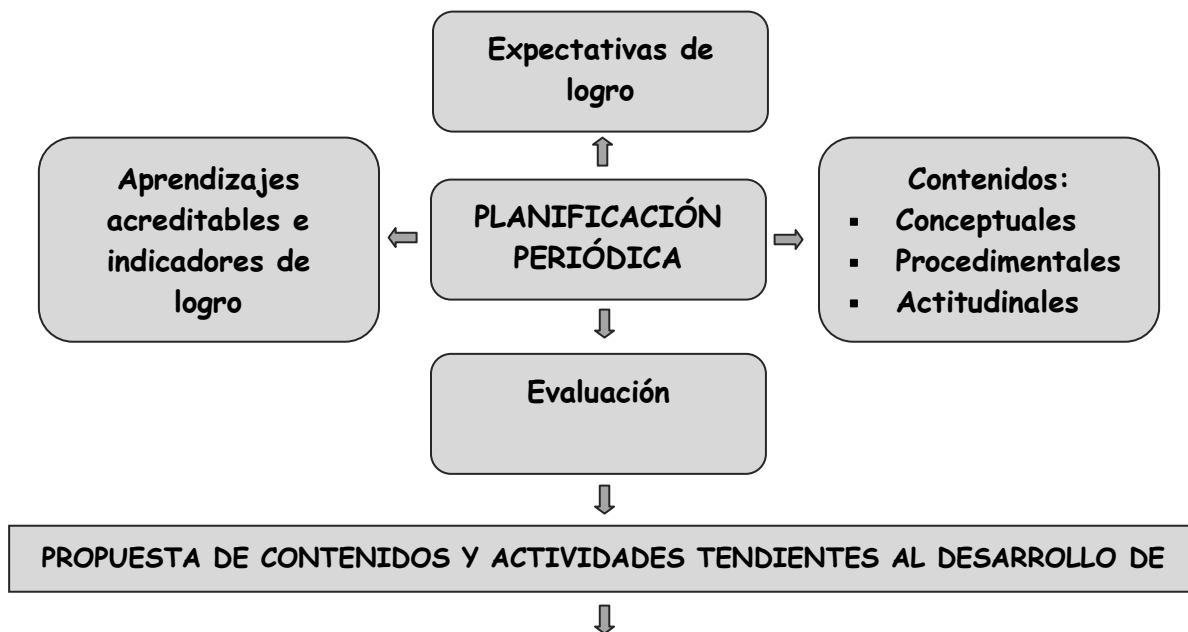 Expectativas de
logro
Aprendizajes
acreditables e
indicadores de
logro
PLANIFICACIÓN
PERIÓDICA
Contenidos:
▪ Conceptuales
▪ Procedimentales
▪ Actitudinales
Evaluación
PROPUESTA DE CONTENIDOS Y ACTIVIDADES TENDIENTES AL DESARROLLO DE